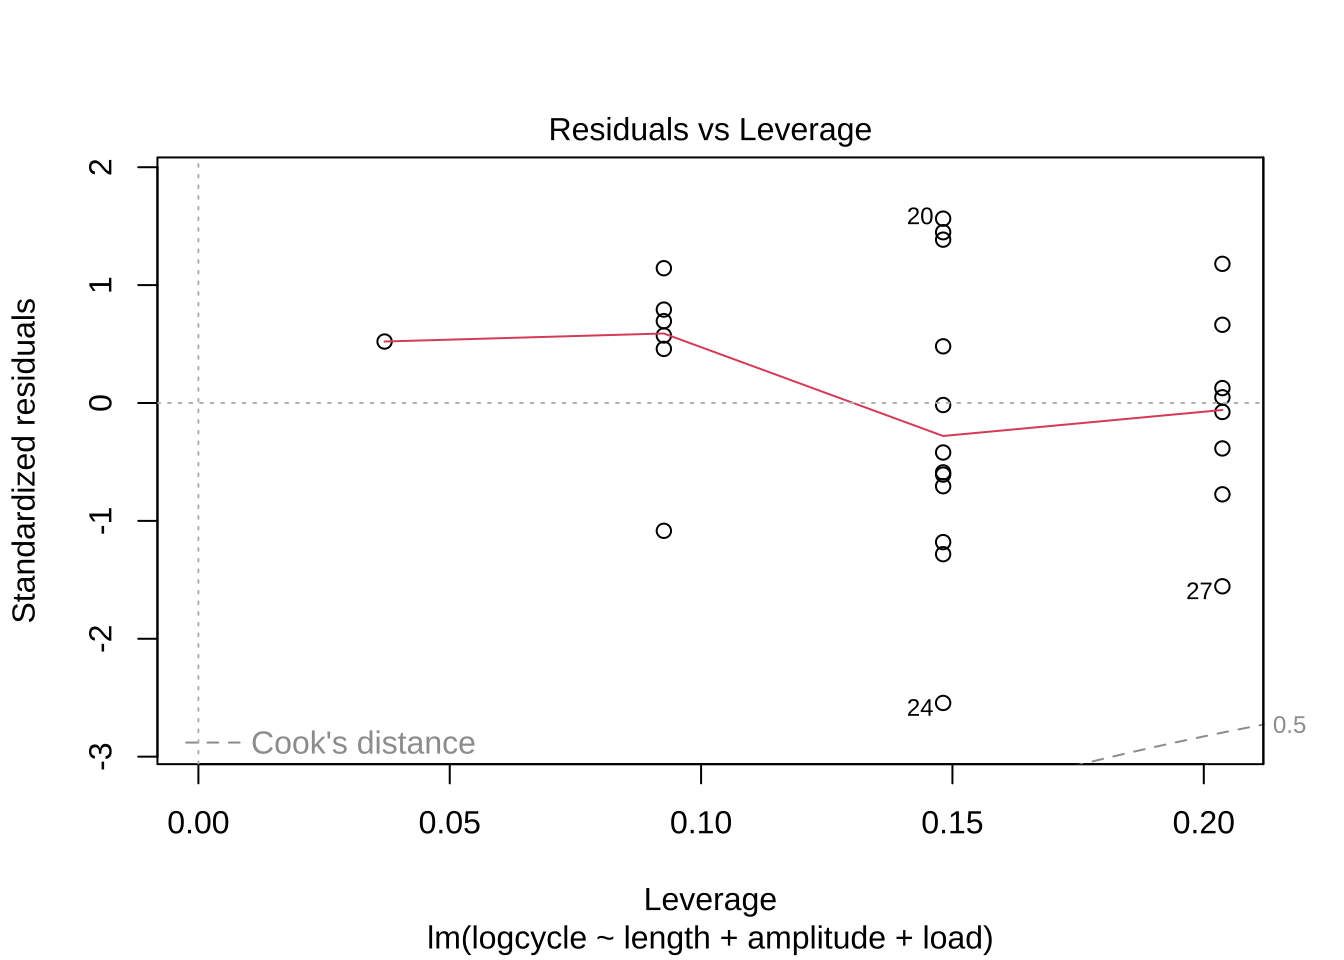 Residuals vs Leverage
Standardized residuals
2
1
0
-1
-2
-3
20
27
24
0.5
Cook's distance
0.00 0.05 0.10 0.15 0.20
Leverage
lm(logcycle ~ length + amplitude + load)